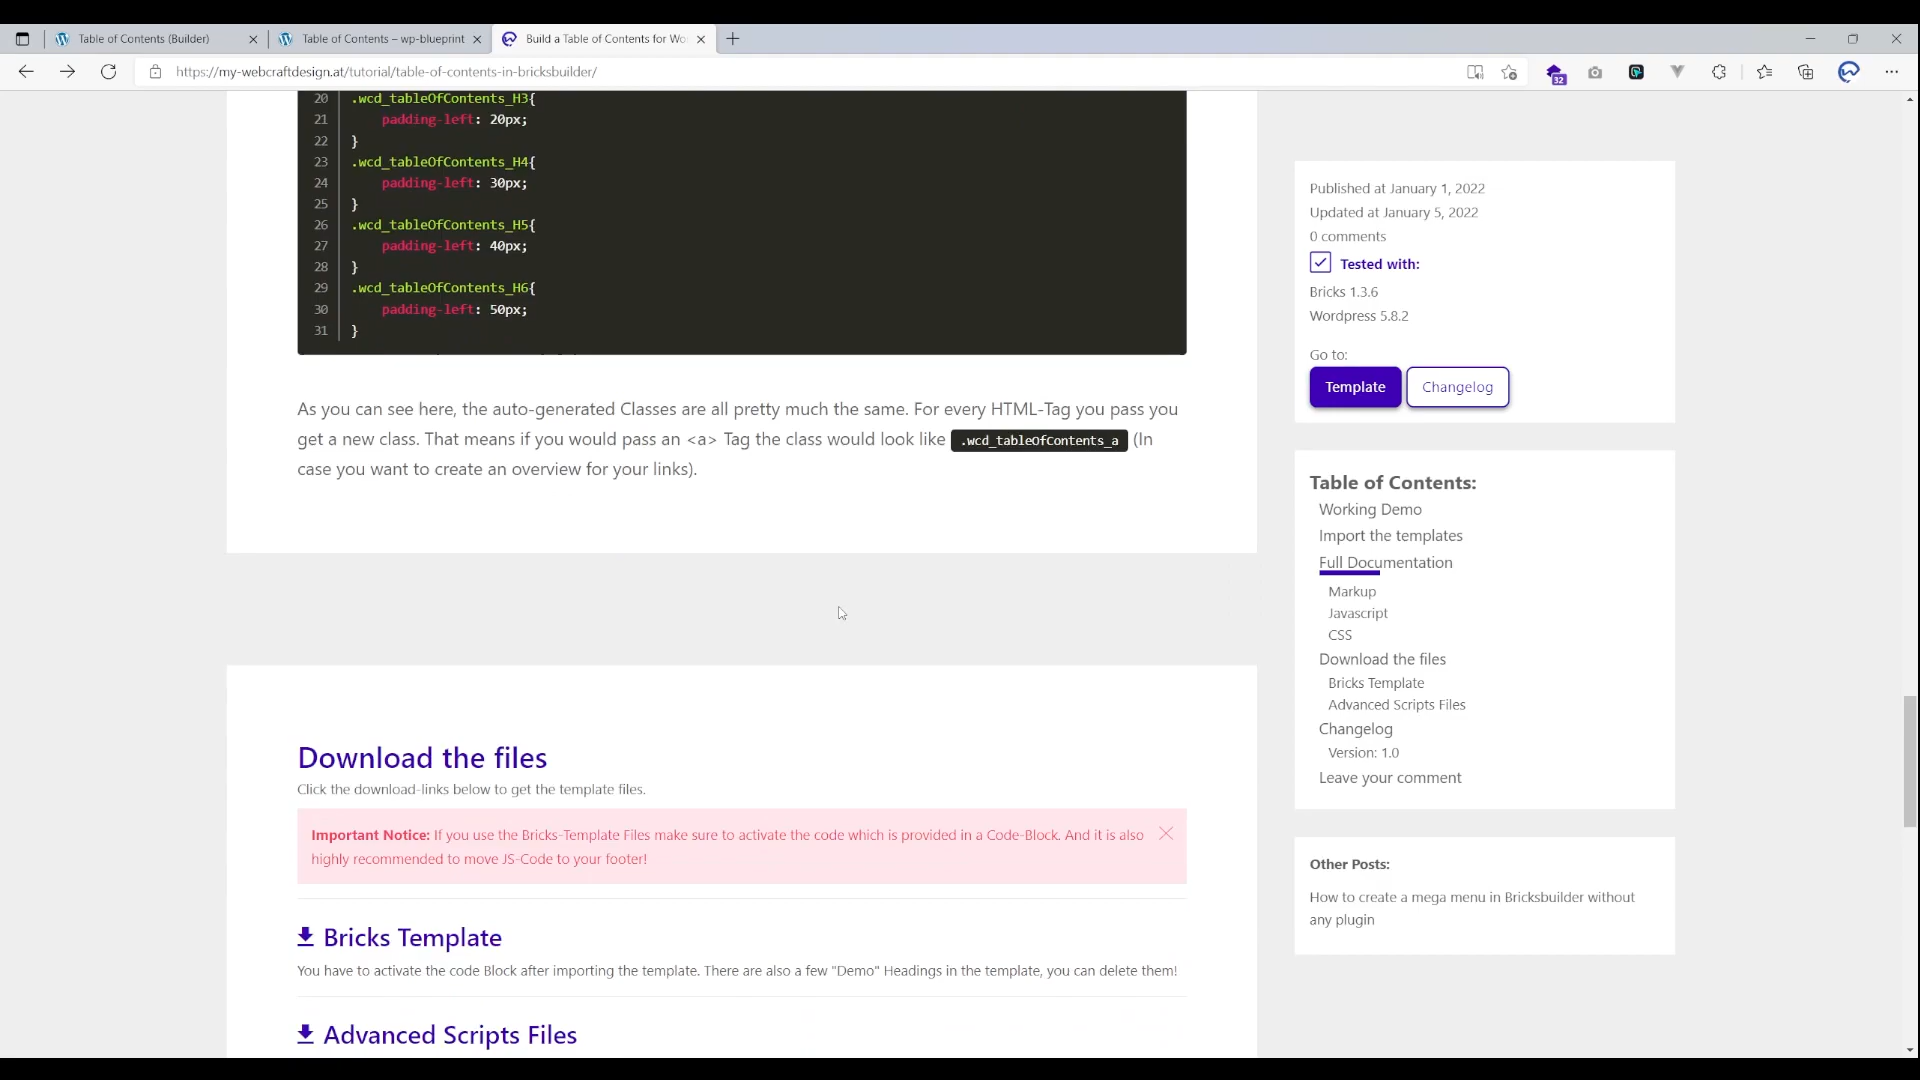 Table of Contents (Builder)
Table of Contents – wp-blueprint
Build a Table of Contents for Wo
https://my-webcraftdesign.at/tutorial/table-of-contents-in-bricksbuilder/
32
20 .wcd_tableOfContents_H3{
21 padding-left: 20px;
22 }
23 .wcd_tableOfContents_H4{
24 padding-left: 30px;
25 }
26 .wcd_tableOfContents_H5{
27 padding-left: 40px;
28 }
29 .wcd_tableOfContents_H6{
30 padding-left: 50px;
31 }
As you can see here, the auto-generated Classes are all pretty much the same. For every HTML-Tag you pass you
get a new class. That means if you would pass an <a> Tag the class would look like .wcd_tableOfContents_a (In
case you want to create an overview for your links).
Download the files
Click the download-links below to get the template files.
Important Notice: If you use the Bricks-Template Files make sure to activate the code which is provided in a Code-Block. And it is also
highly recommended to move JS-Code to your footer!
Bricks Template
You have to activate the code Block after importing the template. There are also a few "Demo" Headings in the template, you can delete them!
Advanced Scripts Files
Published at January 1, 2022
Updated at January 5, 2022
0 comments
Tested with:
Bricks 1.3.6
Wordpress 5.8.2
Go to:
Template
Changelog
Table of Contents:
Working Demo
Import the templates
Full Documentation
Markup
Javascript
CSS
Download the files
Bricks Template
Advanced Scripts Files
Changelog
Version: 1.0
Leave your comment
Other Posts:
How to create a mega menu in Bricksbuilder without
any plugin